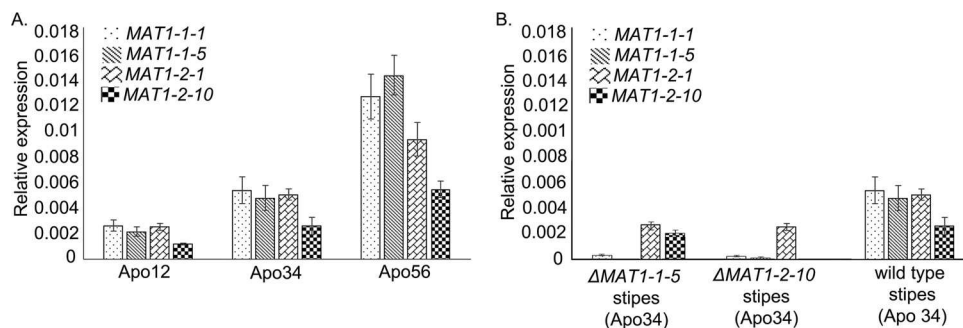 A.
Relative expression
0.018
0.016
0.014
0.012
0.01
0.008
0.006
0.004
0.002
0
MAT1-1-1
MAT1-1-5
MAT1-2-1
MAT1-2-10
Apo12
Apo34
Apo56
B.
Relative expression
0.018
0.016
0.014
0.012
0.01
0.008
0.006
0.004
0.002
0
MAT1-1-1
MAT1-1-5
MAT1-2-1
MAT1-2-10
ΔMAT1-1-5
stipes
(Apo34)
ΔMAT1-2-10
stipes
(Apo34)
wild type
stipes
(Apo 34)